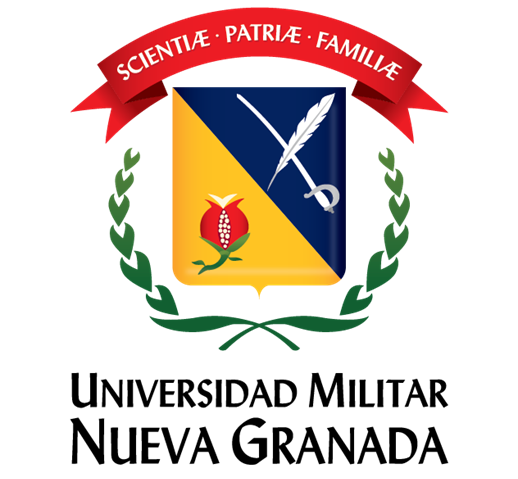 SCIENTIÆ · PATRIÆ · FAMILIÆ
UNIVERSIDAD MILITAR
NUEVA GRANADA